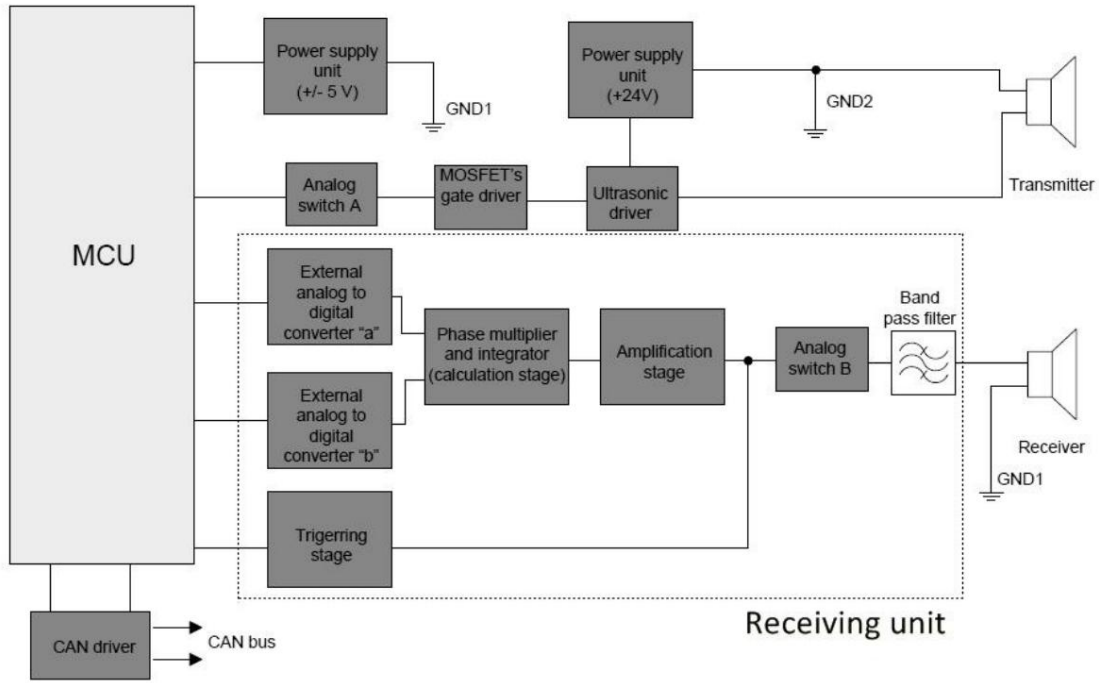 MCU
Power supply
unit
(+/- 5 V)
GND1
Power supply
unit
(+24V)
GND2
Transmitter
Analog
switch A
MOSFET's
gate driver
Ultrasonic
driver
External
analog to
digital
converter “a”
Phase multiplier
and integrator
(calculation stage)
Amplification
stage
Analog
switch B
Band
pass filter
Receiver
GND1
External
analog to
digital
converter “b”
Trigerring
stage
Receiving unit
CAN driver
CAN bus